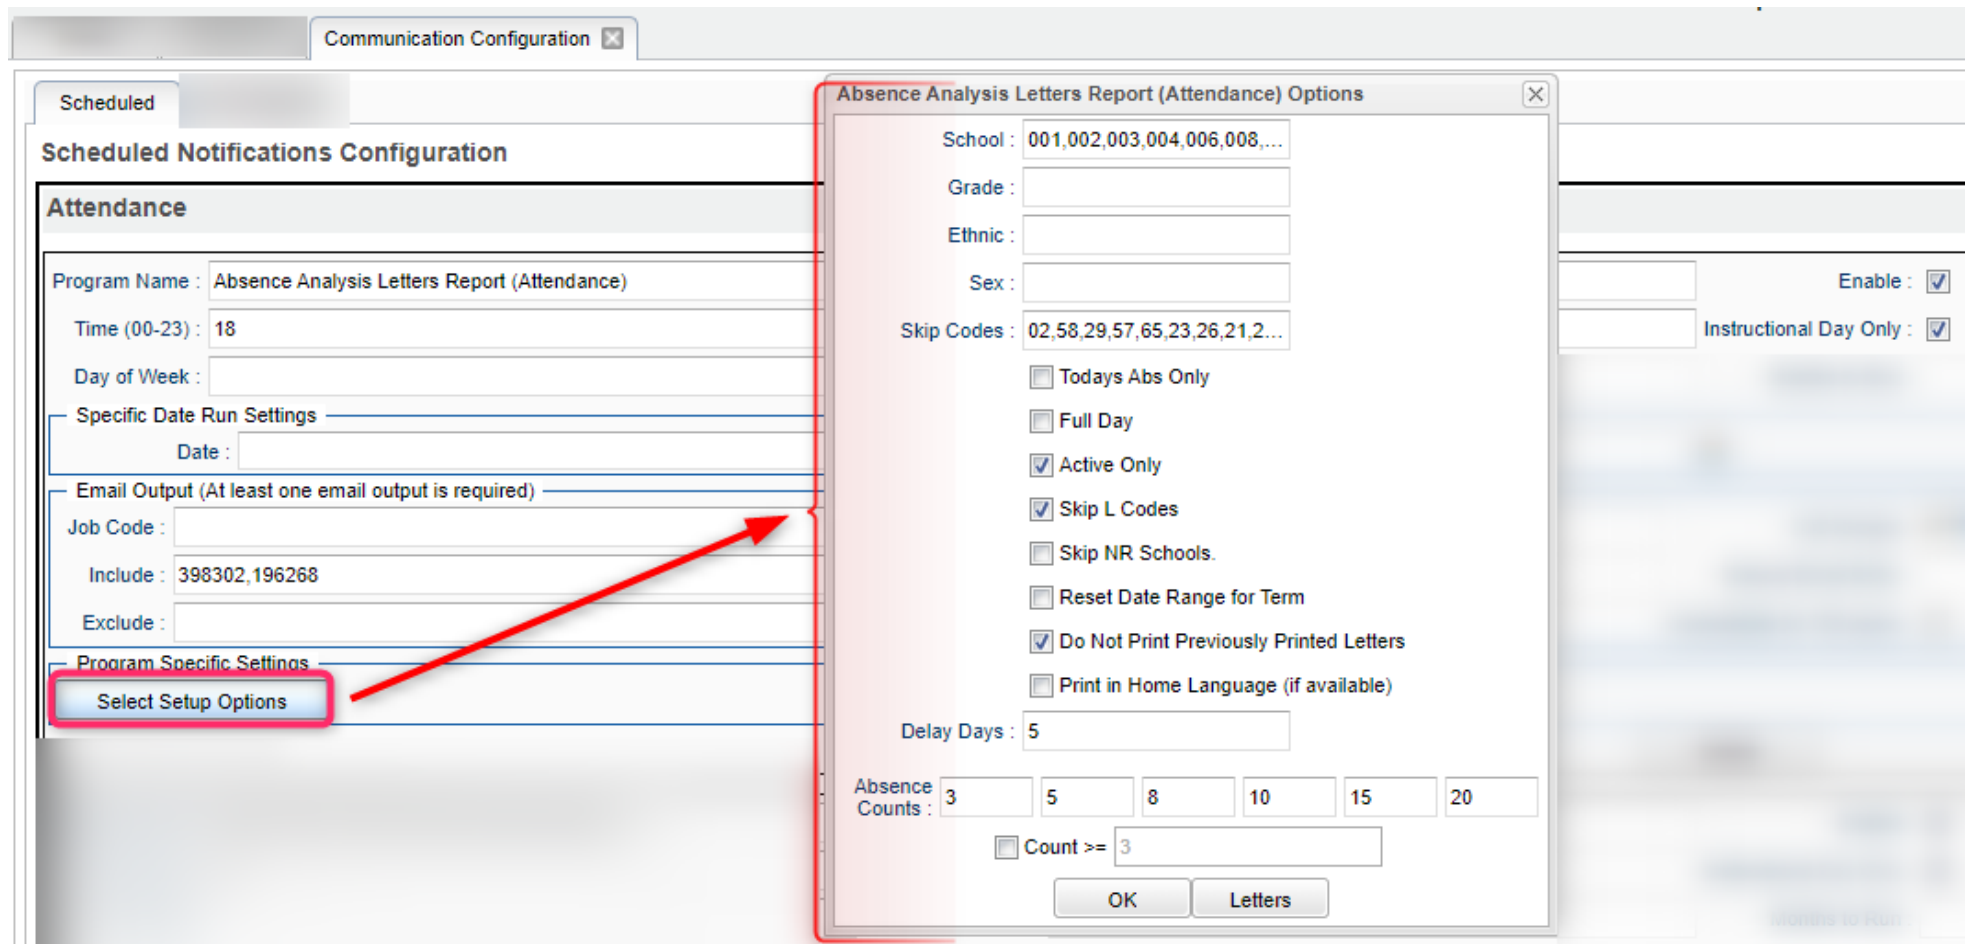 Communication Configuration
Scheduled
Scheduled Notifications Configuration
Attendance
Program Name : Absence Analysis Letters Report (Attendance)
Enable :
Time (00-23) : 18
Instructional Day Only :
Day of Week :
Specific Date Run Settings
Date :
Email Output (At least one email output is required)
Job Code :
Include : 398302,196268
Exclude :
Program Specific Settings
Select Setup Options
Absence Analysis Letters Report (Attendance) Options
School : 001,002,003,004,006,008,...
Grade :
Ethnic :
Sex :
Skip Codes : 02,58,29,57,65,23,26,21,2...
Todays Abs Only
Full Day
Active Only
Skip L Codes
Skip NR Schools.
Reset Date Range for Term
Do Not Print Previously Printed Letters
Print in Home Language (if available)
Delay Days : 5
Absence
Counts : 3 5 8 10 15 20
Count >= 3
OK Letters